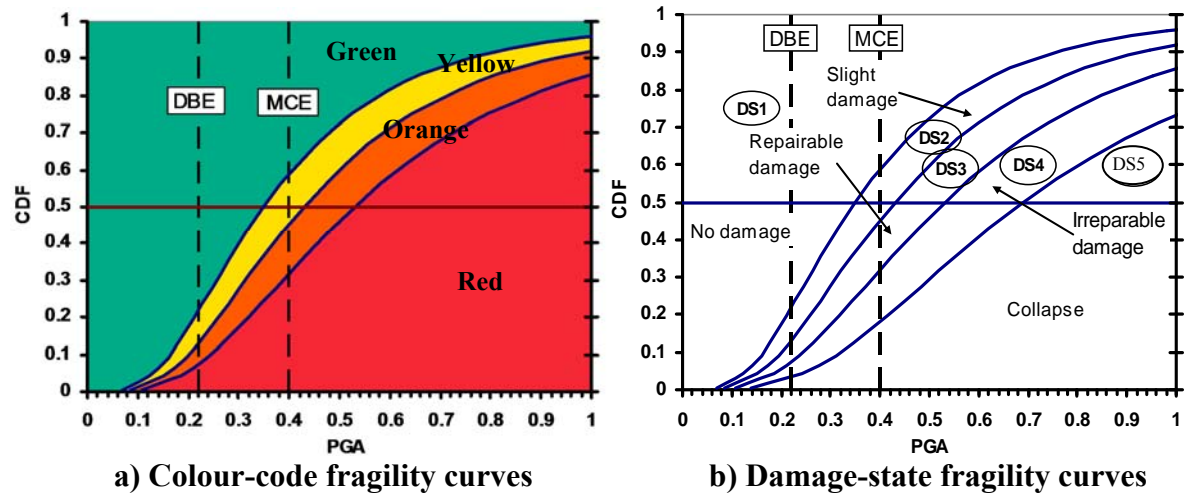 1
0.9
0.8
0.7
0.6
0.5
0.4
0.3
0.2
0.1
0
CDF
Green
Yellow
DBE
MCE
Orange
Red
0 0.1 0.2 0.3 0.4 0.5 0.6 0.7 0.8 0.9 1
PGA
a) Colour-code fragility curves
1
0.9
0.8
0.7
0.6
0.5
0.4
0.3
0.2
0.1
0
CDF
DBE
MCE
Slight
damage
DS1
DS2
Repairable
damage
DS3
DS4
DS5
No damage
Irreparable
damage
Collapse
0 0.1 0.2 0.3 0.4 0.5 0.6 0.7 0.8 0.9 1
PGA
b) Damage-state fragility curves